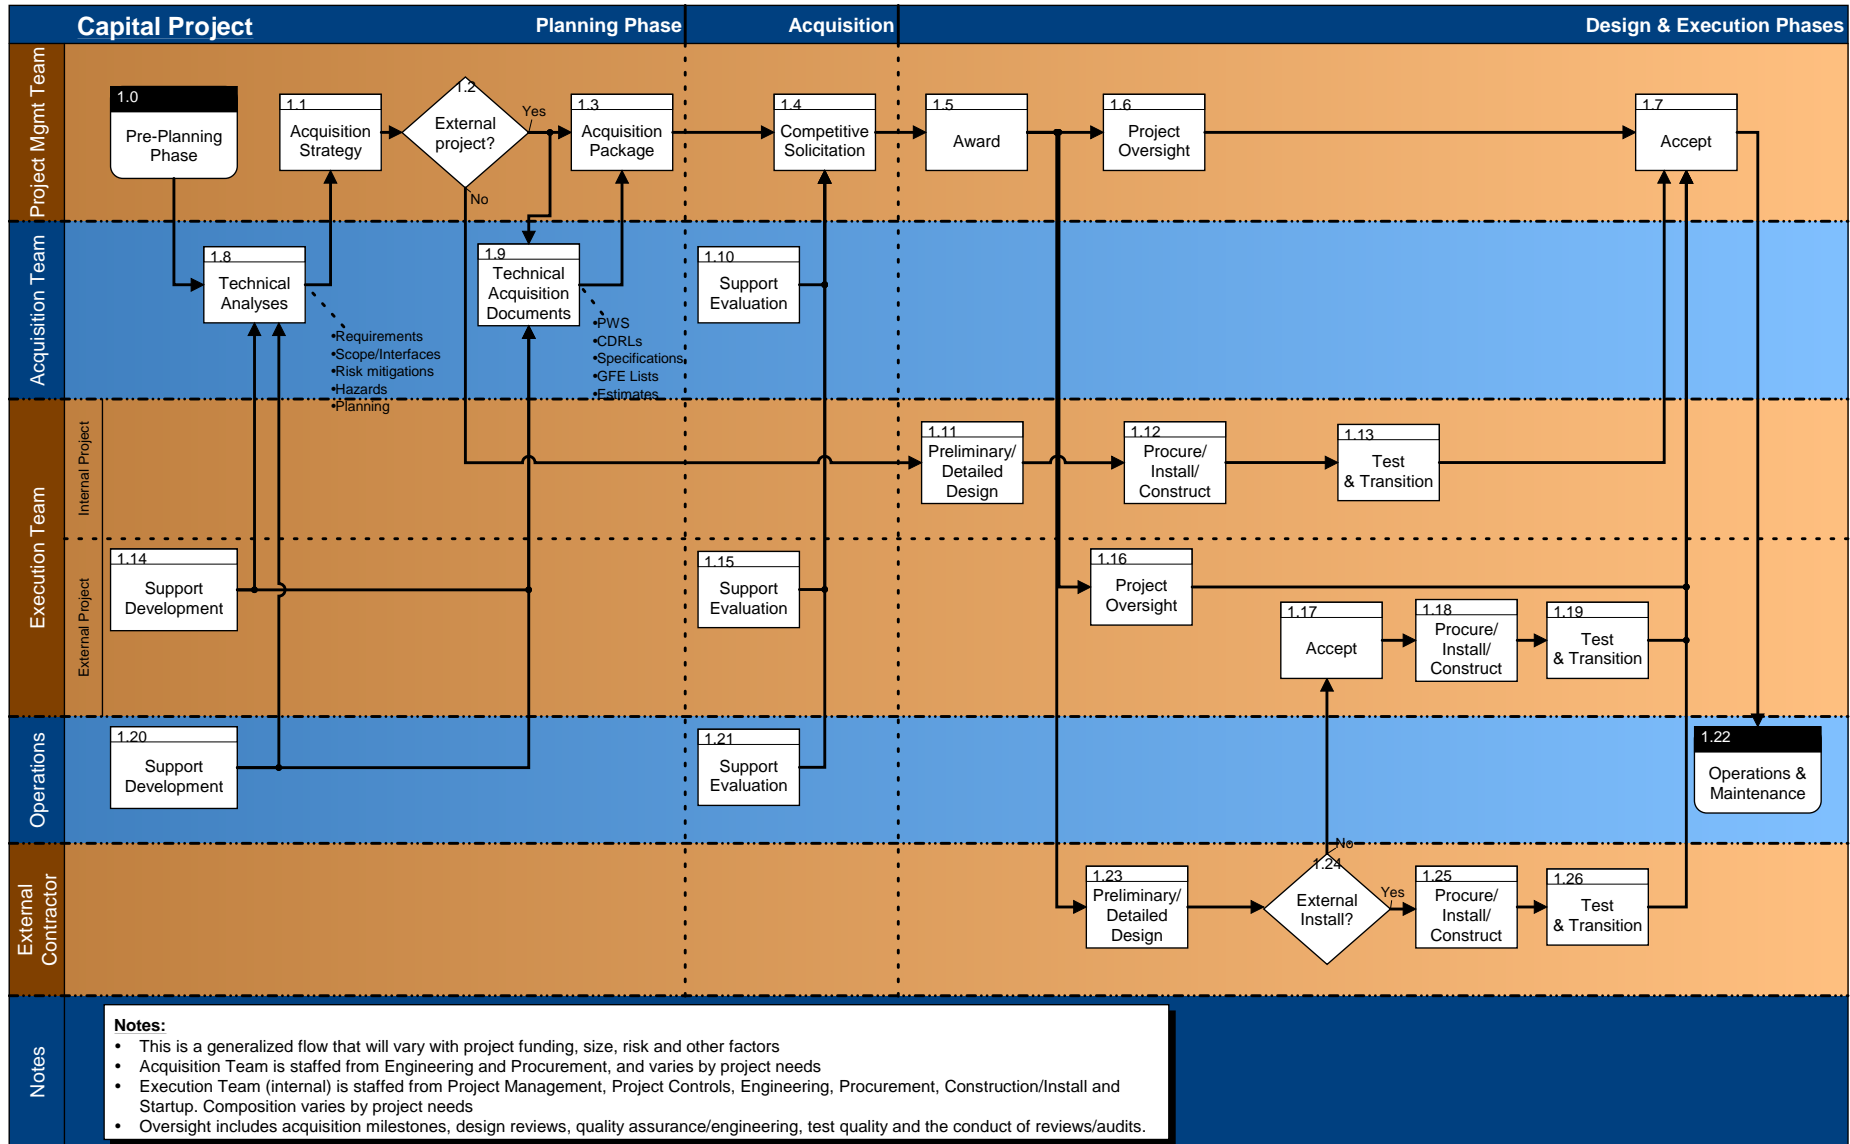 Capital Project
Planning Phase
Acquisition
Design & Execution Phases
Project Mgmt Team
1.0
Pre-Planning
Phase
1.1
Acquisition
Strategy
1.2
External
project?
Yes
No
1.3
Acquisition
Package
1.4
Competitive
Solicitation
1.5
Award
1.6
Project
Oversight
1.7
Accept
Acquisition Team
1.8
Technical
Analyses
•Requirements
•Scope/Interfaces
•Risk mitigations
•Hazards
•Planning
1.9
Technical
Acquisition
Documents
•PWS
•CDRLs
•Specifications
•GFE Lists
•Estimates
1.10
Support
Evaluation
Execution Team
Internal Project
1.11
Preliminary/
Detailed
Design
1.12
Procure/
Install/
Construct
1.13
Test
& Transition
External Project
1.14
Support
Development
1.15
Support
Evaluation
1.16
Project
Oversight
1.17
Accept
1.18
Procure/
Install/
Construct
1.19
Test
& Transition
Operations
1.20
Support
Development
1.21
Support
Evaluation
1.22
Operations &
Maintenance
External
Contractor
1.23
Preliminary/
Detailed
Design
No
1.24
External
Install?
Yes
1.25
Procure/
Install/
Construct
1.26
Test
& Transition
Notes
Notes:
• This is a generalized flow that will vary with project funding, size, risk and other factors
• Acquisition Team is staffed from Engineering and Procurement, and varies by project needs
• Execution Team (internal) is staffed from Project Management, Project Controls, Engineering, Procurement, Construction/Install and
Startup. Composition varies by project needs
• Oversight includes acquisition milestones, design reviews, quality assurance/engineering, test quality and the conduct of reviews/audits.